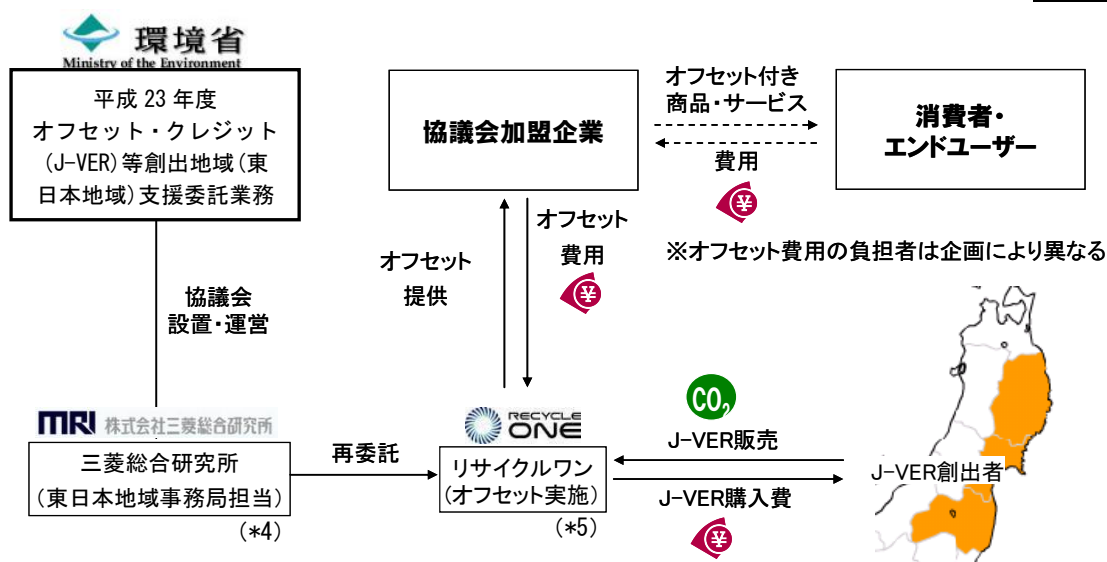 環境省
Ministry of the Environment
平成 23 年度
オフセット・クレジット
(J-VER)等創出地域(東
日本地域)支援委託業務
協議会
設置・運営
MRI 株式会社三菱総合研究所
三菱総合研究所
(東日本地域事務局担当)
(*4)
再委託
協議会加盟企業
オフセット付き
商品・サービス
費用
¥
消費者・
エンドユーザー
※オフセット費用の負担者は企画により異なる
オフセット
提供
オフセット
費用
¥
RECYCLE
ONE
リサイクルワン
(オフセット実施)
(*5)
CO2
J-VER販売
J-VER購入費
¥
J-VER創出者